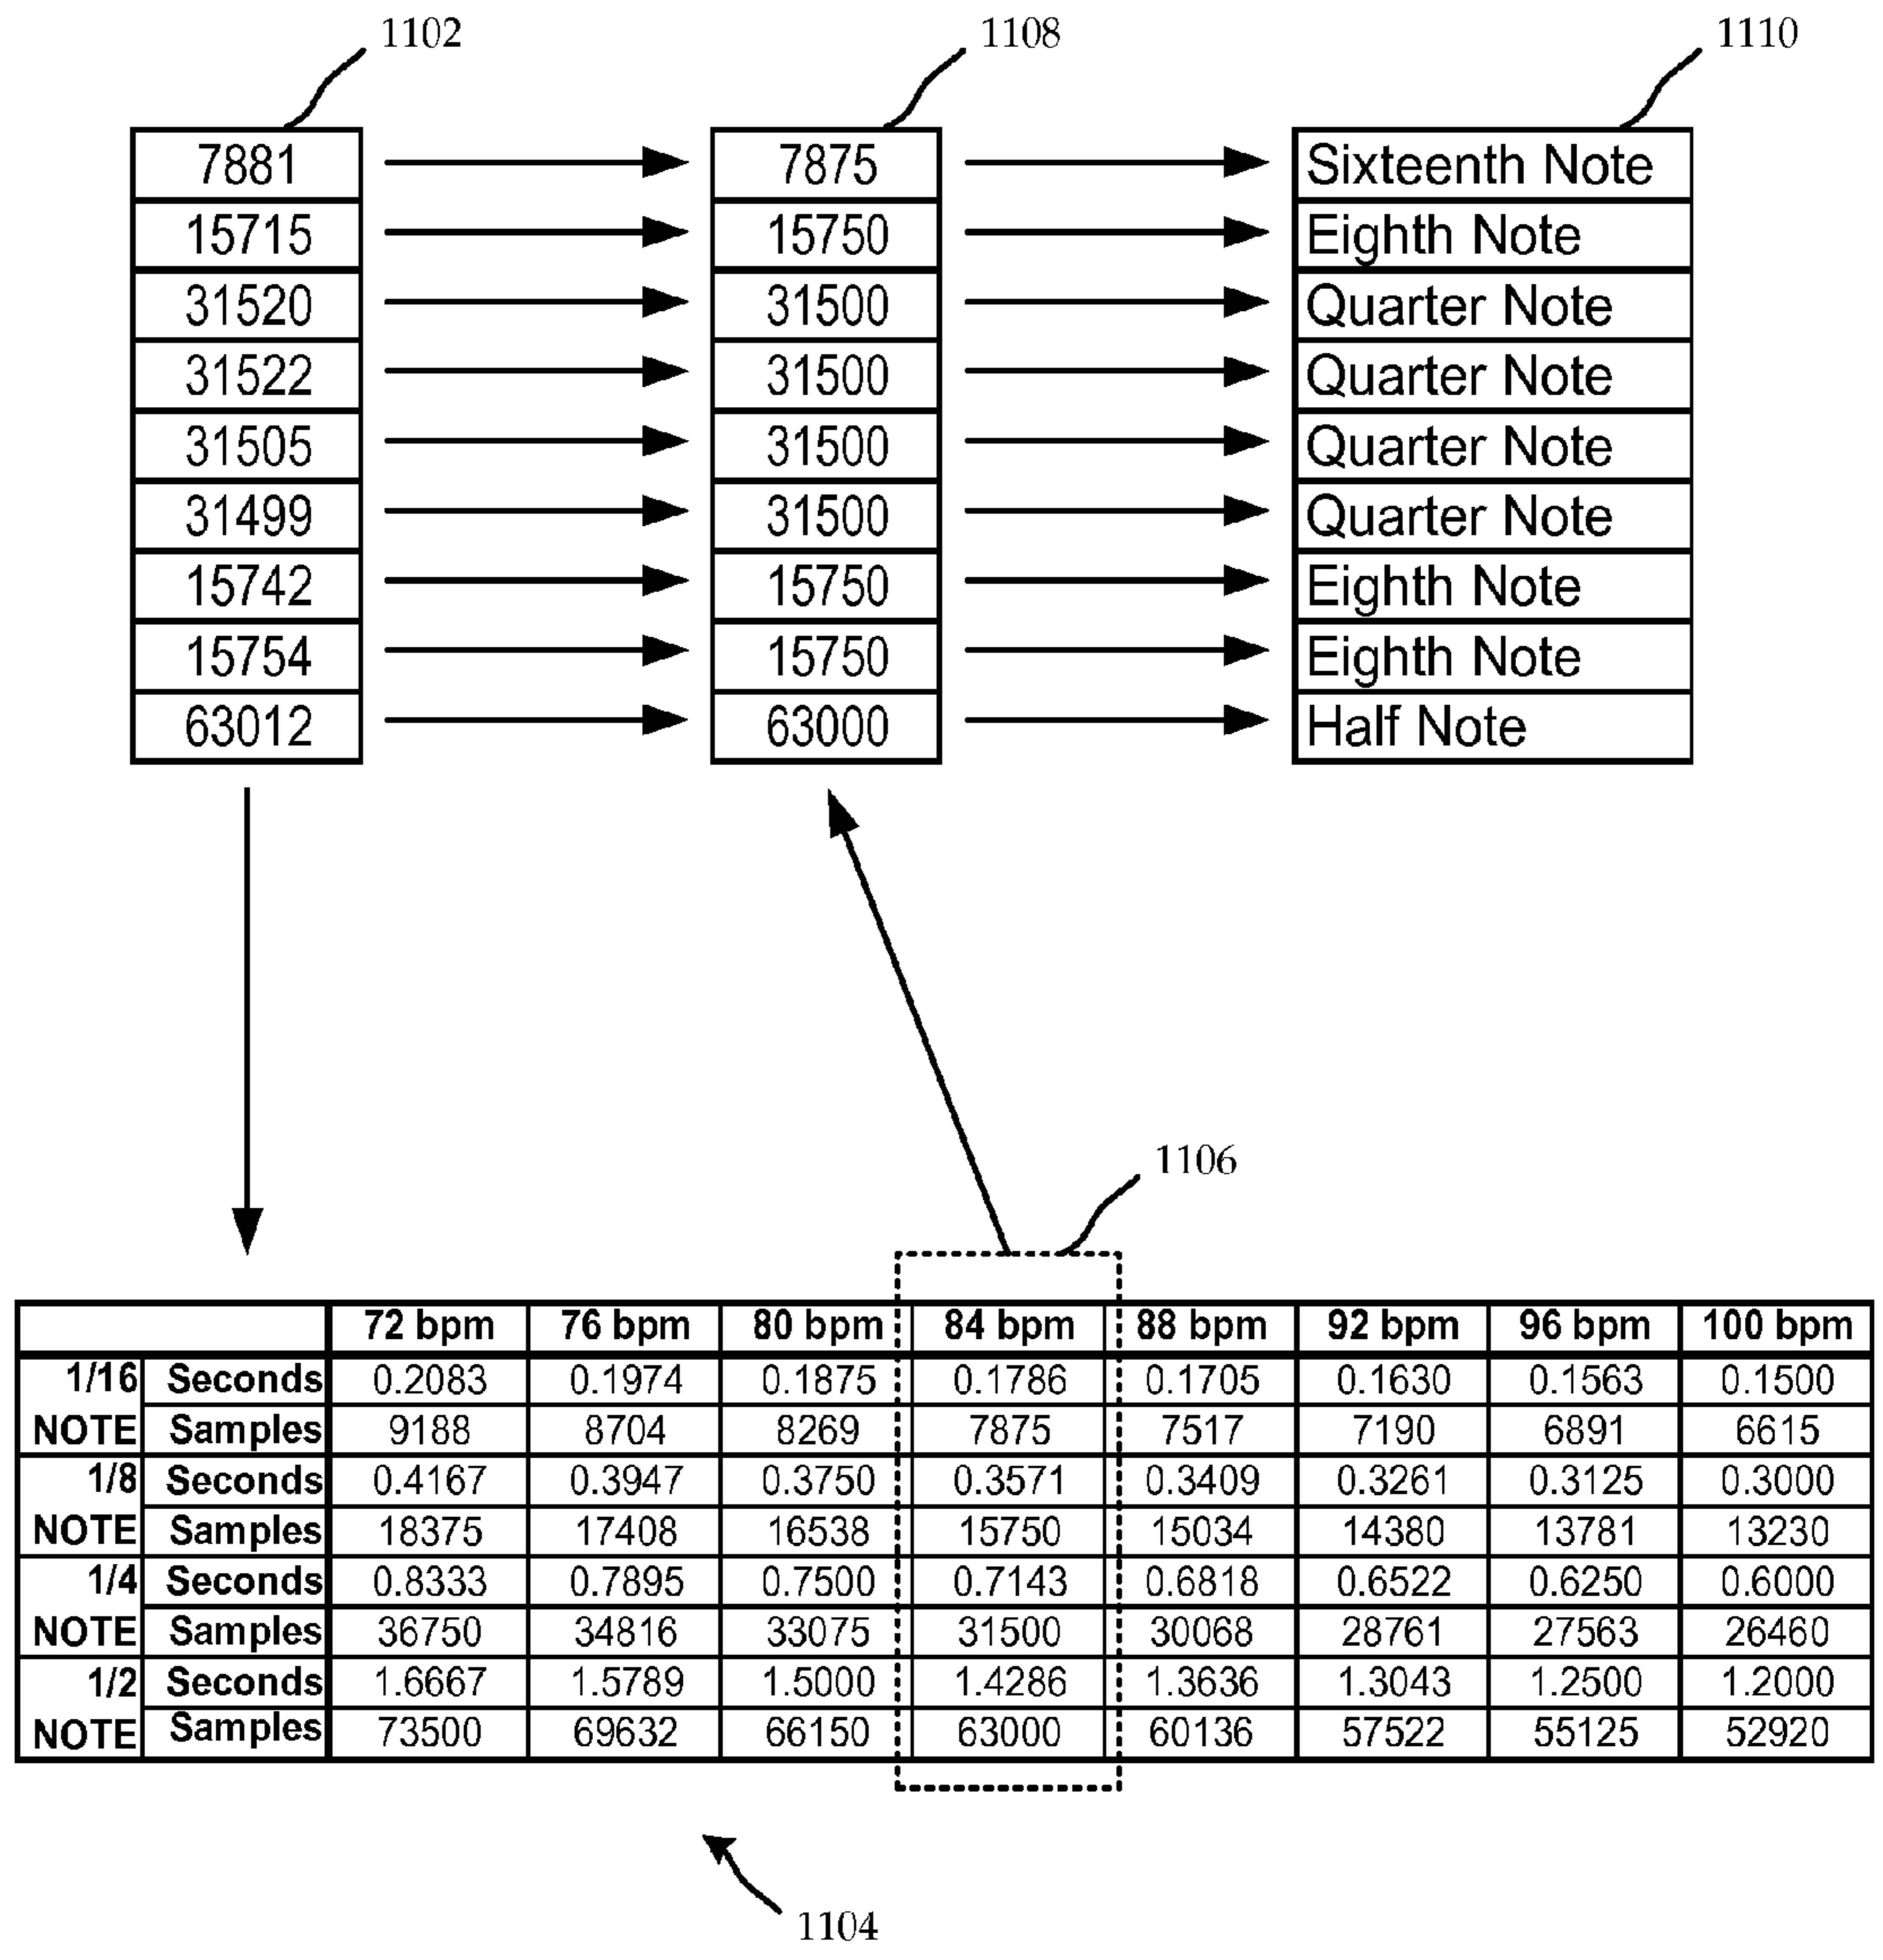 1102 1108 1110
7881 7875 Sixteenth Note
15715 15750 Eighth Note
31520 31500 Quarter Note
31522 31500 Quarter Note
31505 31500 Quarter Note
31499 31500 Quarter Note
15742 15750 Eighth Note
15754 15750 Eighth Note
63012 63000 Half Note
1106
72 bpm 76 bpm 80 bpm 84 bpm 88 bpm 92 bpm 96 bpm 100 bpm
1/16 Seconds 0.2083 0.1974 0.1875 0.1786 0.1705 0.1630 0.1563 0.1500
NOTE Samples 9188 8704 8269 7875 7517 7190 6891 6615
1/8 Seconds 0.4167 0.3947 0.3750 0.3571 0.3409 0.3261 0.3125 0.3000
NOTE Samples 18375 17408 16538 15750 15034 14380 13781 13230
1/4 Seconds 0.8333 0.7895 0.7500 0.7143 0.6818 0.6522 0.6250 0.6000
NOTE Samples 36750 34816 33075 31500 30068 28761 27563 26460
1/2 Seconds 1.6667 1.5789 1.5000 1.4286 1.3636 1.3043 1.2500 1.2000
NOTE Samples 73500 69632 66150 63000 60136 57522 55125 52920
1104